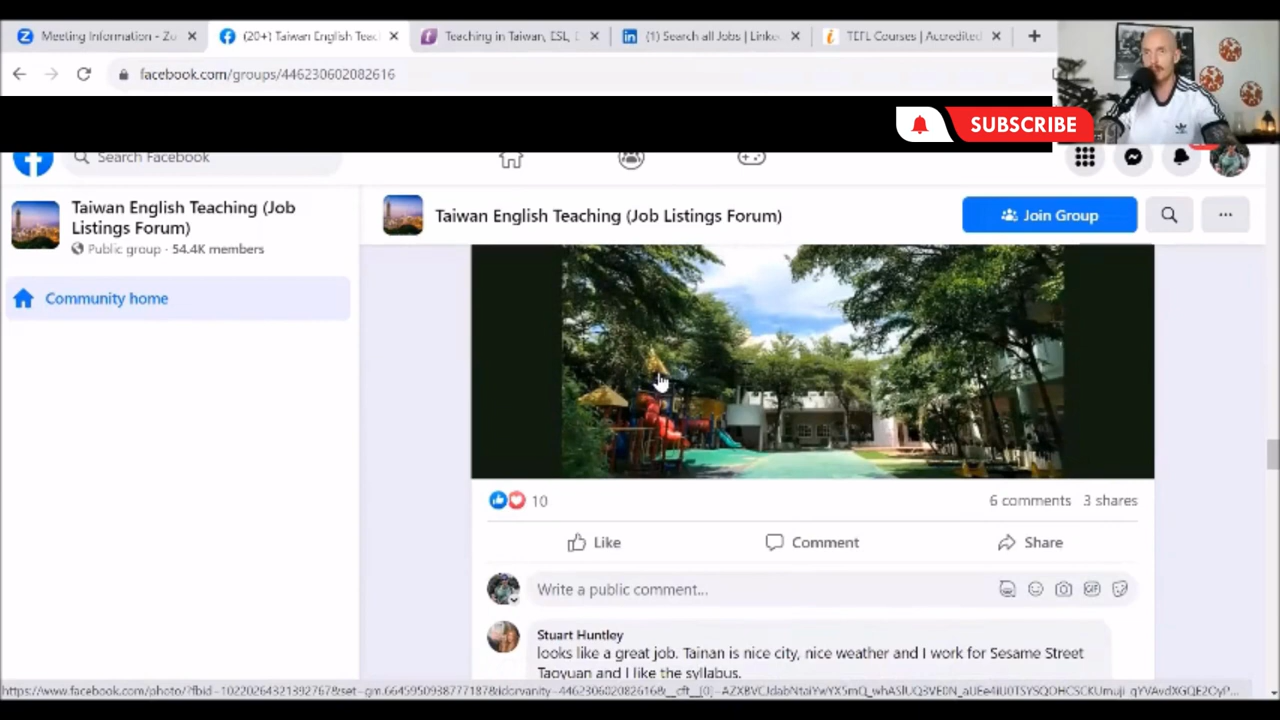 Meeting Information - Zo
(20+) Taiwan English Teac
Teaching in Taiwan, ESL,
(1) Search all Jobs | Linke
TEFL Courses | Accredited
facebook.com/groups/446230602082616
SUBSCRIBE
Search Facebook
Taiwan English Teaching (Job
Listings Forum)
Public group · 54.4K members
Community home
Taiwan English Teaching (Job Listings Forum)
Join Group
10
6 comments 3 shares
Like
Comment
Share
Write a public comment...
GIF
Stuart Huntley
looks like a great job. Tainan is nice city, nice weather and I work for Sesame Street
Taoyuan and I like the syllabus.